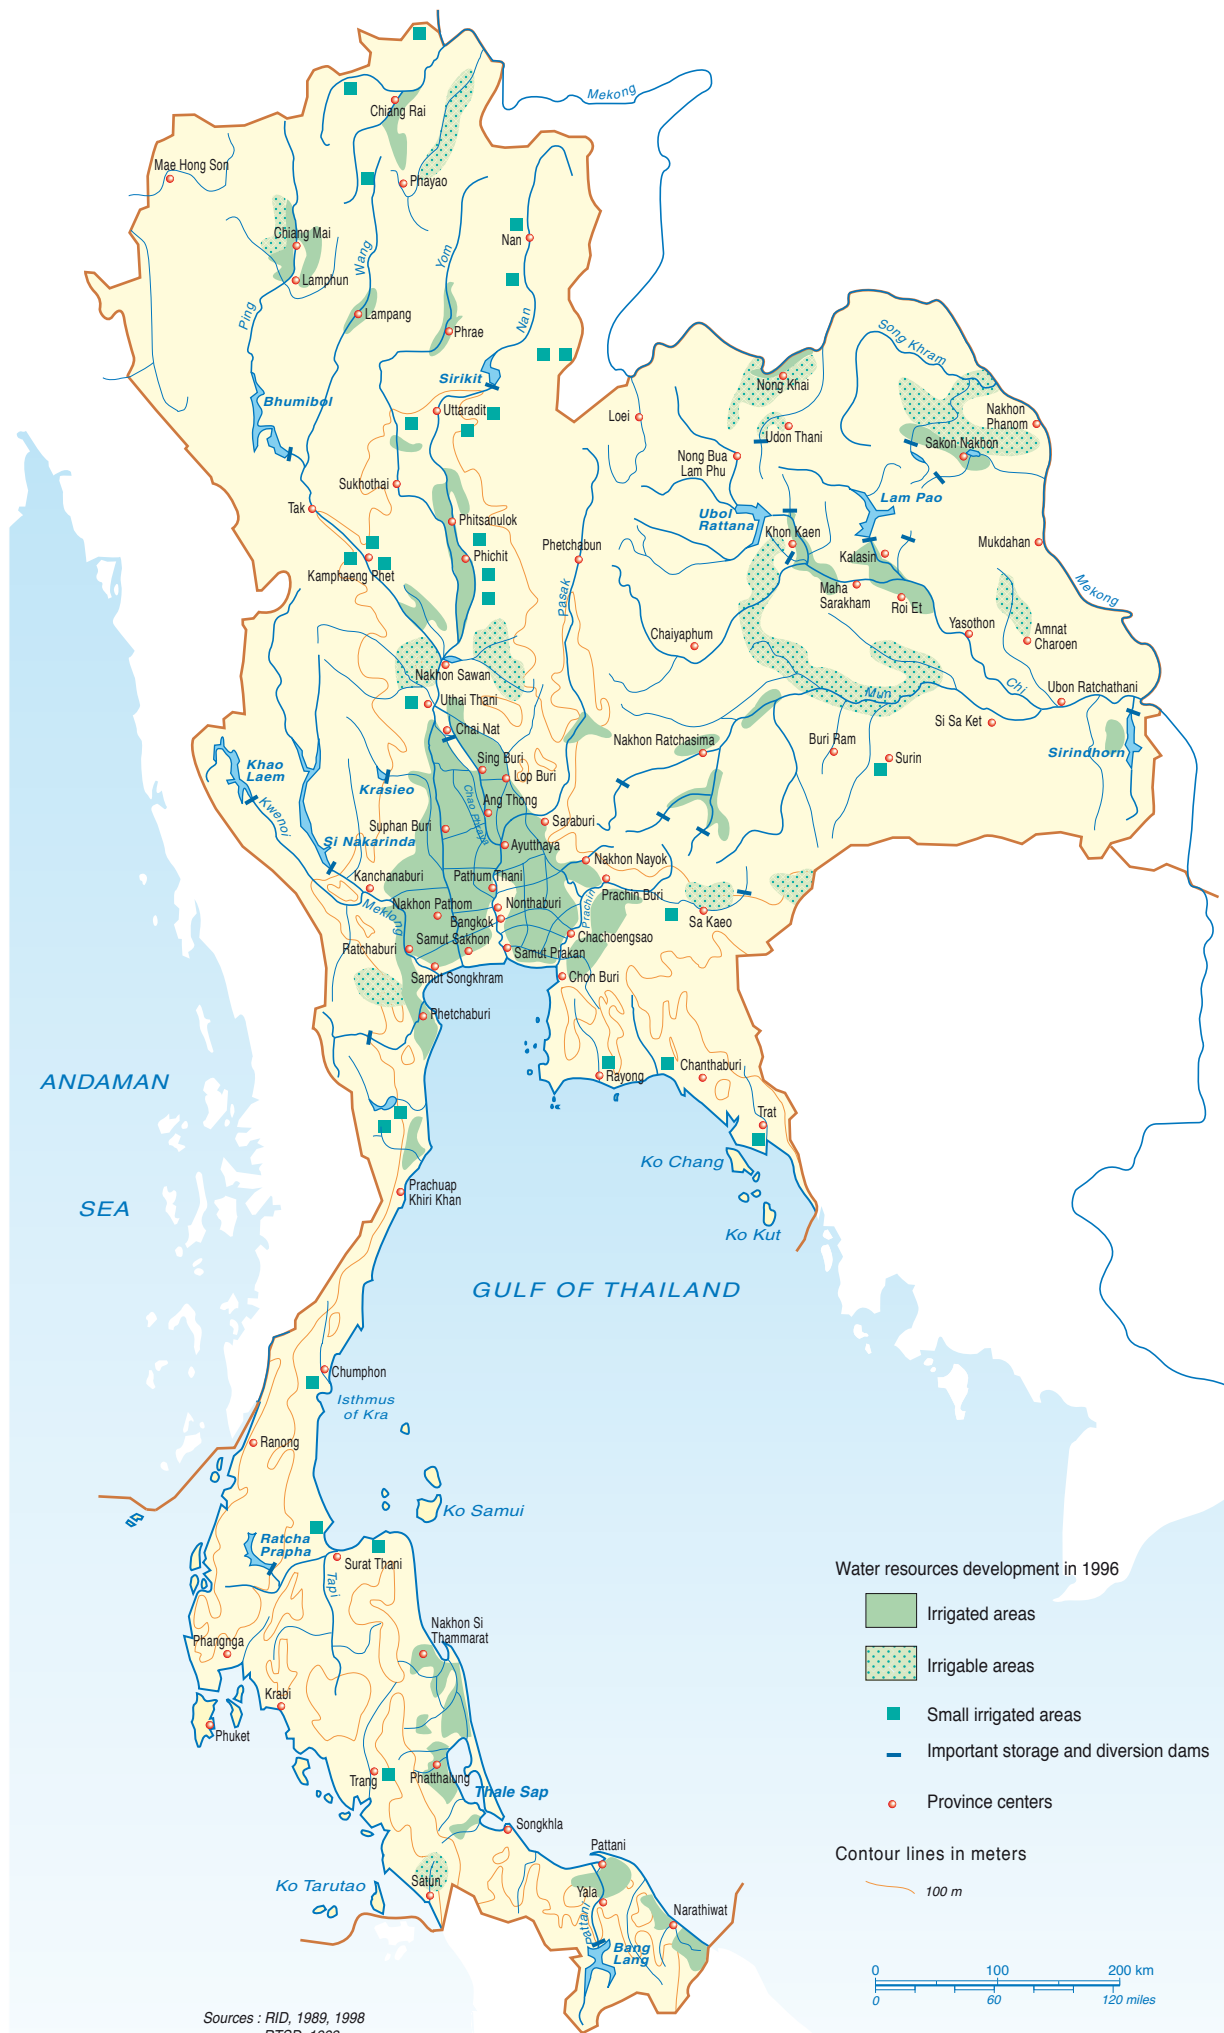 Mekong
Chiang Rai
Mae Hong Son
Phayao
Chiang Mai
Nan
Wang
Yom
Lamphun
Ping
Lampang
Nan
Phrae
Song Khram
Sirikit
Nong Khai
Bhumibol
Uttaradit
Loei
Nakhon
Phanom
Udon Thani
Sakon Nakhon
Nong Bua
Lam Phu
Sukhothai
Lam Pao
Tak
Phitsanulok
Ubol
Rattana
Khon Kaen
Phetchabun
Mukdahan
Phichit
Kalasin
Kamphaeng Phet
Maha
Sarakham
Mekong
Pasak
Roi Et
Yasothon
Amnat
Charoen
Chaiyaphum
Nakhon Sawan
Chi
Ubon Ratchathani
Mun
Uthai Thani
Si Sa Ket
Chai Nat
Nakhon Ratchasima
Buri Ram
Surin
Sirindhorn
Khao
Laem
Sing Buri
Lop Buri
Krasieo
Kwenoi
Chao Phraya
Ang Thong
Saraburi
Suphan Buri
Si Nakarinda
Ayutthaya
Nakhon Nayok
Kanchanaburi
Pathum Thani
Prachin Buri
Meklong
Nakhon Pathom
Nonthaburi
Prachin
Bangkok
Sa Kaeo
Ratchaburi
Samut Sakhon
Chachoengsao
Samut Prakan
Samut Songkhram
Chon Buri
Phetchaburi
Chanthaburi
Rayong
ANDAMAN
Trat
Ko Chang
Prachuap
Khiri Khan
SEA
Ko Kut
GULF OF THAILAND
Chumphon
Isthmus
of Kra
Ranong
Ko Samui
Ratcha
Prapha
Surat Thani
Tapi
Water resources development in 1996
Irrigated areas
Nakhon Si
Thammarat
Phangnga
Irrigable areas
Krabi
Small irrigated areas
Phuket
Important storage and diversion dams
Trang
Phatthalung
Thale Sap
Province centers
Songkhla
Pattani
Contour lines in meters
Satun
Ko Tarutao
Yala
100 m
Narathiwat
Pattani
Bang
Lang
0 100 200 km
0 60 120 miles
Sources : RID, 1989, 1998